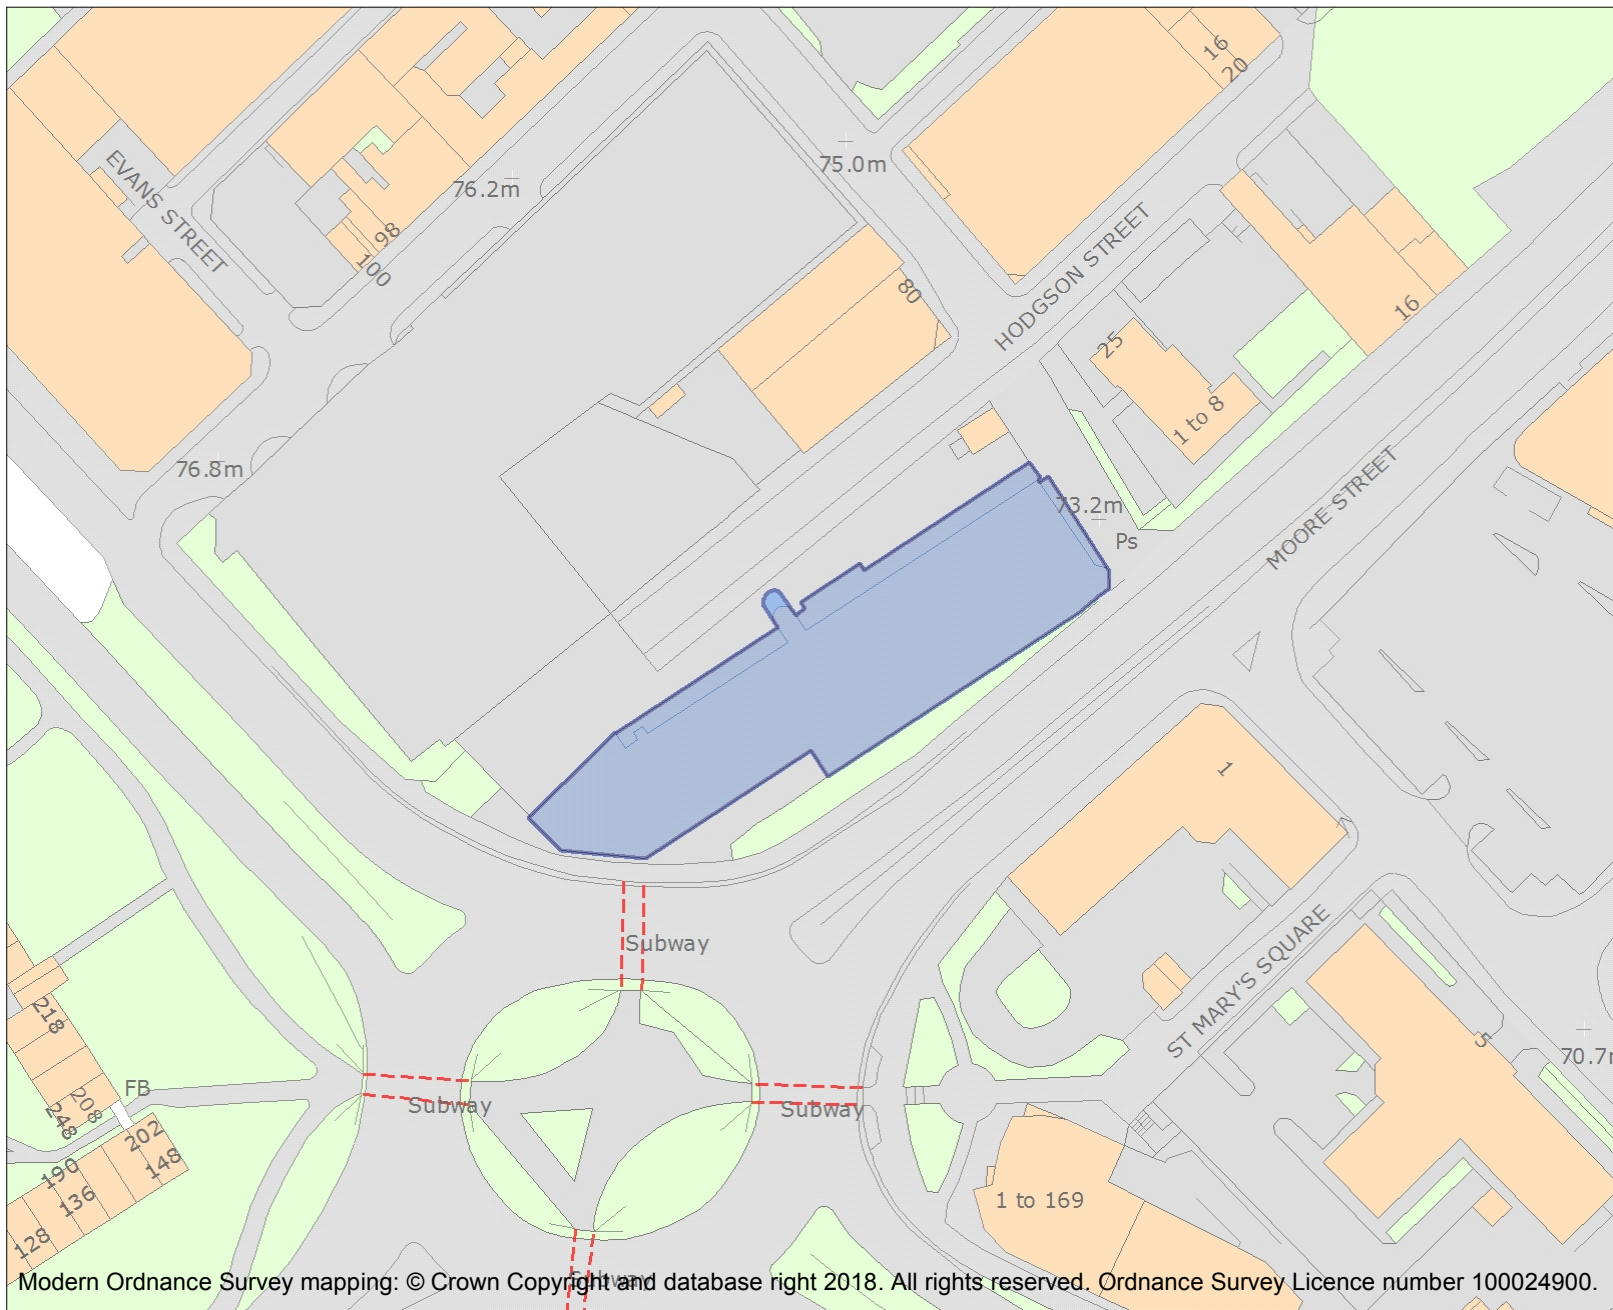 16
20
75.0m
EVANS STREET
76.2m
98
100
HODGSON STREET
80
16
25
1 to 8
76.8m
73.2m
Ps
MOORE STREET
1
Subway
ST MARY'S SQUARE
218
5
70.7m
FB
208
248
Subway
Subway
202
148
190
136
128
1 to 169
Subway
Modern Ordnance Survey mapping: © Crown Copyright and database right 2018. All rights reserved. Ordnance Survey Licence number 100024900.